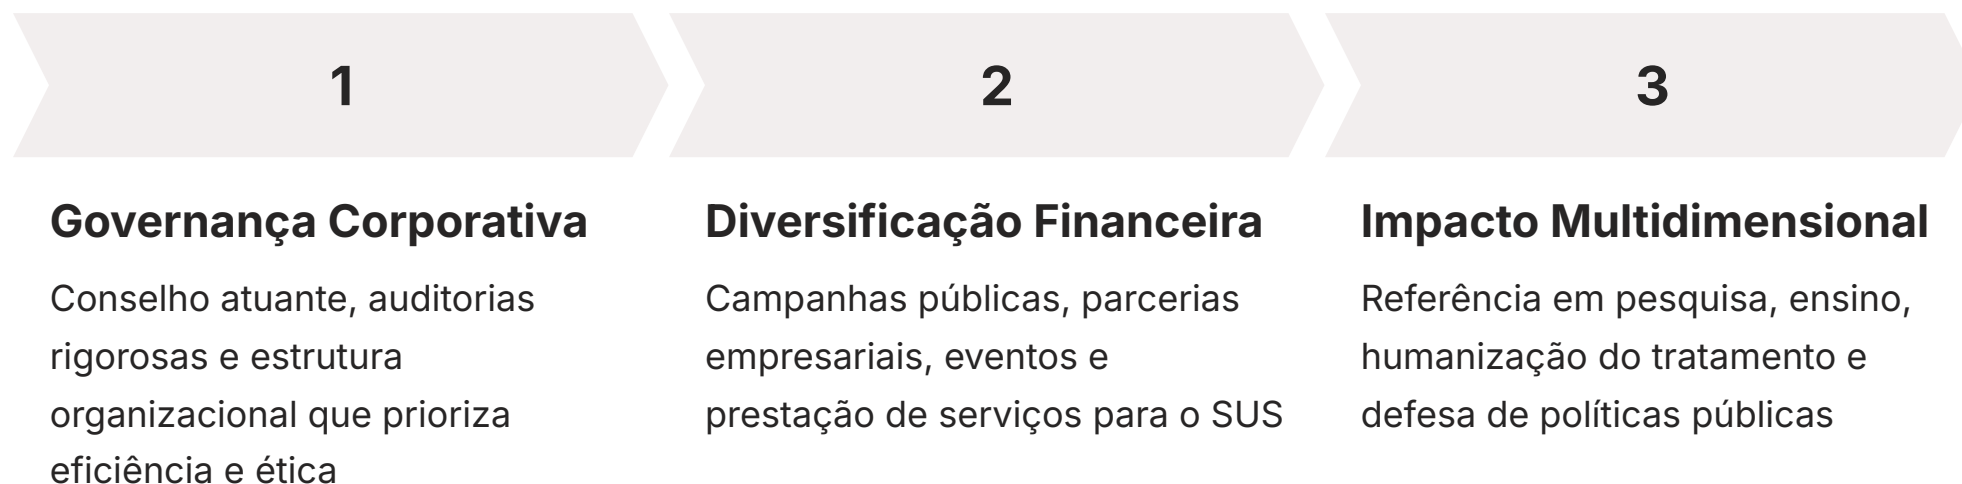 1
2
3
Governança Corporativa
Conselho atuante, auditorias
rigorosas e estrutura
organizacional que prioriza
eficiência e ética
Diversificação Financeira
Campanhas públicas, parcerias
empresariais, eventos e
prestação de serviços para o SUS
Impacto Multidimensional
Referência em pesquisa, ensino,
humanização do tratamento e
defesa de políticas públicas